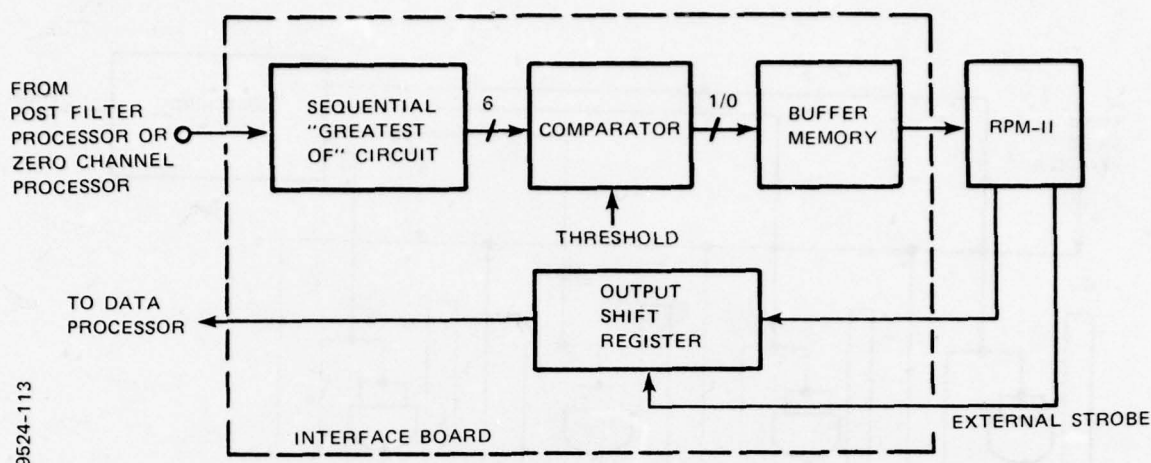 FROM
POST FILTER
PROCESSOR OR
ZERO CHANNEL
PROCESSOR
SEQUENTIAL
"GREATEST
OF" CIRCUIT
6
COMPARATOR
1/0
BUFFER
MEMORY
RPM-II
THRESHOLD
TO DATA
PROCESSOR
OUTPUT
SHIFT
REGISTER
EXTERNAL STROBE
INTERFACE BOARD
9524-113